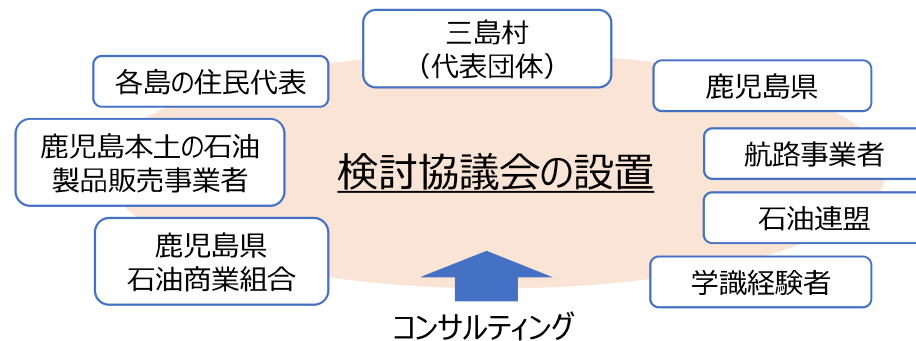 三島村
（代表団体）
各島の住民代表
鹿児島県
鹿児島本土の石油
製品販売事業者
航路事業者
検討協議会の設置
石油連盟
鹿児島県
石油商業組合
学識経験者
コンサルティング